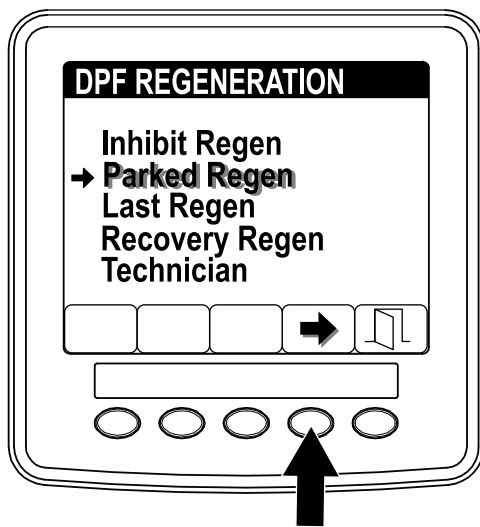 DPF REGENERATION
Inhibit Regen
Parked Regen
Last Regen
Recovery Regen
Technician